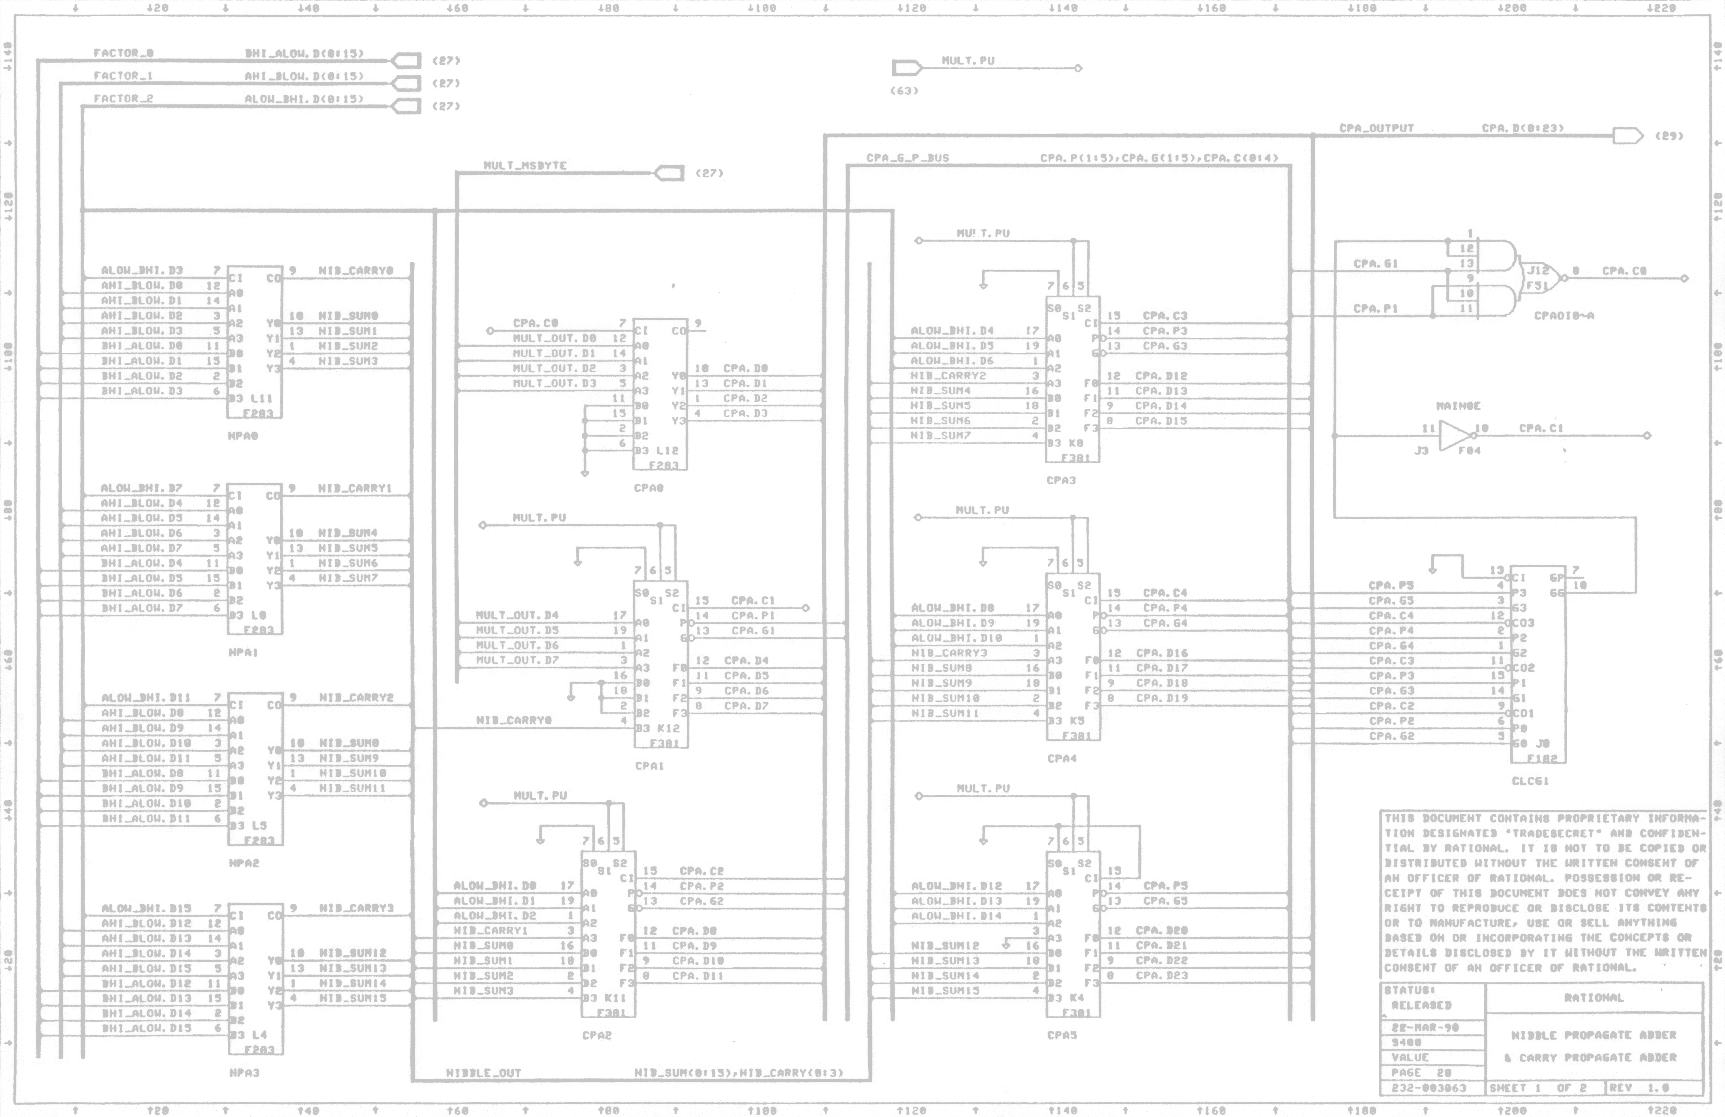 ↓20 ↓40 ↓60 ↓80 ↓100 ↓120 ↓140 ↓160 ↓180 ↓200 ↓220
FACTOR_0 BHI_ALOW.D(0:15) (27)
FACTOR_1 AHI_BLOW.D(0:15) (27)
FACTOR_2 ALOW_BHI.D(0:15) (27)
MULT.PU
(63)
CPA_OUTPUT CPA.D(0:23) (29)
MULT_MSBYTE (27)
CPA_G_P_BUS CPA.P(1:5),CPA.G(1:5),CPA.C(0:4)
ALOW_BHI.D3 7 CI CO 9 NIB_CARRY0
AHI_BLOW.D0 12 A0
AHI_BLOW.D1 14 A1
AHI_BLOW.D2 3 A2 Y0 10 NIB_SUM0
AHI_BLOW.D3 5 A3 Y1 13 NIB_SUM1
BHI_ALOW.D0 11 B0 Y2 1 NIB_SUM2
BHI_ALOW.D1 15 B1 Y3 4 NIB_SUM3
BHI_ALOW.D2 2 B2
BHI_ALOW.D3 6 B3 L11
F283
NPA0
ALOW_BHI.D7 7 CI CO 9 NIB_CARRY1
AHI_BLOW.D4 12 A0
AHI_BLOW.D5 14 A1
AHI_BLOW.D6 3 A2 Y0 10 NIB_SUM4
AHI_BLOW.D7 5 A3 Y1 13 NIB_SUM5
BHI_ALOW.D4 11 B0 Y2 1 NIB_SUM6
BHI_ALOW.D5 15 B1 Y3 4 NIB_SUM7
BHI_ALOW.D6 2 B2
BHI_ALOW.D7 6 B3 L8
F283
NPA1
ALOW_BHI.D11 7 CI CO 9 NIB_CARRY2
AHI_BLOW.D8 12 A0
AHI_BLOW.D9 14 A1
AHI_BLOW.D10 3 A2 Y0 10 NIB_SUM8
AHI_BLOW.D11 5 A3 Y1 13 NIB_SUM9
BHI_ALOW.D8 11 B0 Y2 1 NIB_SUM10
BHI_ALOW.D9 15 B1 Y3 4 NIB_SUM11
BHI_ALOW.D10 2 B2
BHI_ALOW.D11 6 B3 L5
F283
NPA2
ALOW_BHI.D15 7 CI CO 9 NIB_CARRY3
AHI_BLOW.D12 12 A0
AHI_BLOW.D13 14 A1
AHI_BLOW.D14 3 A2 Y0 10 NIB_SUM12
AHI_BLOW.D15 5 A3 Y1 13 NIB_SUM13
BHI_ALOW.D12 11 B0 Y2 1 NIB_SUM14
BHI_ALOW.D13 15 B1 Y3 4 NIB_SUM15
BHI_ALOW.D14 2 B2
BHI_ALOW.D15 6 B3 L4
F283
NPA3
CPA.C0 7 CI CO 9
MULT_OUT.D0 12 A0
MULT_OUT.D1 14 A1
MULT_OUT.D2 3 A2 Y0 10 CPA.D0
MULT_OUT.D3 5 A3 Y1 13 CPA.D1
11 B0 Y2 1 CPA.D2
15 B1 Y3 4 CPA.D3
2 B2
6 B3 L12
F283
CPA0
MULT.PU
7 6 5
S0 S1 S2
CI 15 CPA.C1
MULT_OUT.D4 17 A0 P 14 CPA.P1
MULT_OUT.D5 19 A1 G 13 CPA.G1
MULT_OUT.D6 1 A2
MULT_OUT.D7 3 A3 F0 12 CPA.D4
16 B0 F1 11 CPA.D5
18 B1 F2 9 CPA.D6
2 B2 F3 8 CPA.D7
NIB_CARRY0 4 B3 K12
F381
CPA1
MULT.PU
7 6 5
S0 S1 S2
CI 15 CPA.C2
ALOW_BHI.D0 17 A0 P 14 CPA.P2
ALOW_BHI.D1 19 A1 G 13 CPA.G2
ALOW_BHI.D2 1 A2
NIB_CARRY1 3 A3 F0 12 CPA.D8
NIB_SUM0 16 B0 F1 11 CPA.D9
NIB_SUM1 18 B1 F2 9 CPA.D10
NIB_SUM2 2 B2 F3 8 CPA.D11
NIB_SUM3 4 B3 K11
F381
CPA2
NIBBLE_OUT NIB_SUM(0:15),NIB_CARRY(0:3)
MULT.PU
7 6 5
S0 S1 S2
CI 15 CPA.C3
ALOW_BHI.D4 17 A0 P 14 CPA.P3
ALOW_BHI.D5 19 A1 G 13 CPA.G3
ALOW_BHI.D6 1 A2
NIB_CARRY2 3 A3 F0 12 CPA.D12
NIB_SUM4 16 B0 F1 11 CPA.D13
NIB_SUM5 18 B1 F2 9 CPA.D14
NIB_SUM6 2 B2 F3 8 CPA.D15
NIB_SUM7 4 B3 K8
F381
CPA3
MULT.PU
7 6 5
S0 S1 S2
CI 15 CPA.C4
ALOW_BHI.D8 17 A0 P 14 CPA.P4
ALOW_BHI.D9 19 A1 G 13 CPA.G4
ALOW_BHI.D10 1 A2
NIB_CARRY3 3 A3 F0 12 CPA.D16
NIB_SUM8 16 B0 F1 11 CPA.D17
NIB_SUM9 18 B1 F2 9 CPA.D18
NIB_SUM10 2 B2 F3 8 CPA.D19
NIB_SUM11 4 B3 K5
F381
CPA4
MULT.PU
7 6 5
S0 S1 S2
CI 15
ALOW_BHI.D12 17 A0 P 14 CPA.P5
ALOW_BHI.D13 19 A1 G 13 CPA.G5
ALOW_BHI.D14 1 A2
3 A3 F0 12 CPA.D20
NIB_SUM12 16 B0 F1 11 CPA.D21
NIB_SUM13 18 B1 F2 9 CPA.D22
NIB_SUM14 2 B2 F3 8 CPA.D23
NIB_SUM15 4 B3 K4
F381
CPA5
1
12
CPA.G1 13 J12 8 CPA.C0
9 F51
10
CPA.P1 11
CPAOI0~A
MAINOE
11 10 CPA.C1
J3 F04
13 CI GP 7
CPA.P5 4 P3 GG 10
CPA.G5 3 G3
CPA.C4 12 CO3
CPA.P4 2 P2
CPA.G4 1 G2
CPA.C3 11 CO2
CPA.P3 15 P1
CPA.G3 14 G1
CPA.C2 9 CO1
CPA.P2 6 P0
CPA.G2 5 G0 J8
F182
CLCG1
THIS DOCUMENT CONTAINS PROPRIETARY INFORMA-
TION DESIGNATED "TRADESECRET" AND CONFIDEN-
TIAL BY RATIONAL. IT IS NOT TO BE COPIED OR
DISTRIBUTED WITHOUT THE WRITTEN CONSENT OF
AN OFFICER OF RATIONAL. POSSESSION OR RE-
CEIPT OF THIS DOCUMENT DOES NOT CONVEY ANY
RIGHT TO REPRODUCE OR DISCLOSE ITS CONTENTS
OR TO MANUFACTURE, USE OR SELL ANYTHING
BASED ON OR INCORPORATING THE CONCEPTS OR
DETAILS DISCLOSED BY IT WITHOUT THE WRITTEN
CONSENT OF AN OFFICER OF RATIONAL.
STATUS:
RELEASED
RATIONAL
22-MAR-90
S400
VALUE
PAGE 28
232-003063
NIBBLE PROPAGATE ADDER
& CARRY PROPAGATE ADDER
SHEET 1 OF 2
REV 1.0
↑20 ↑40 ↑60 ↑80 ↑100 ↑120 ↑140 ↑160 ↑180 ↑200 ↑220